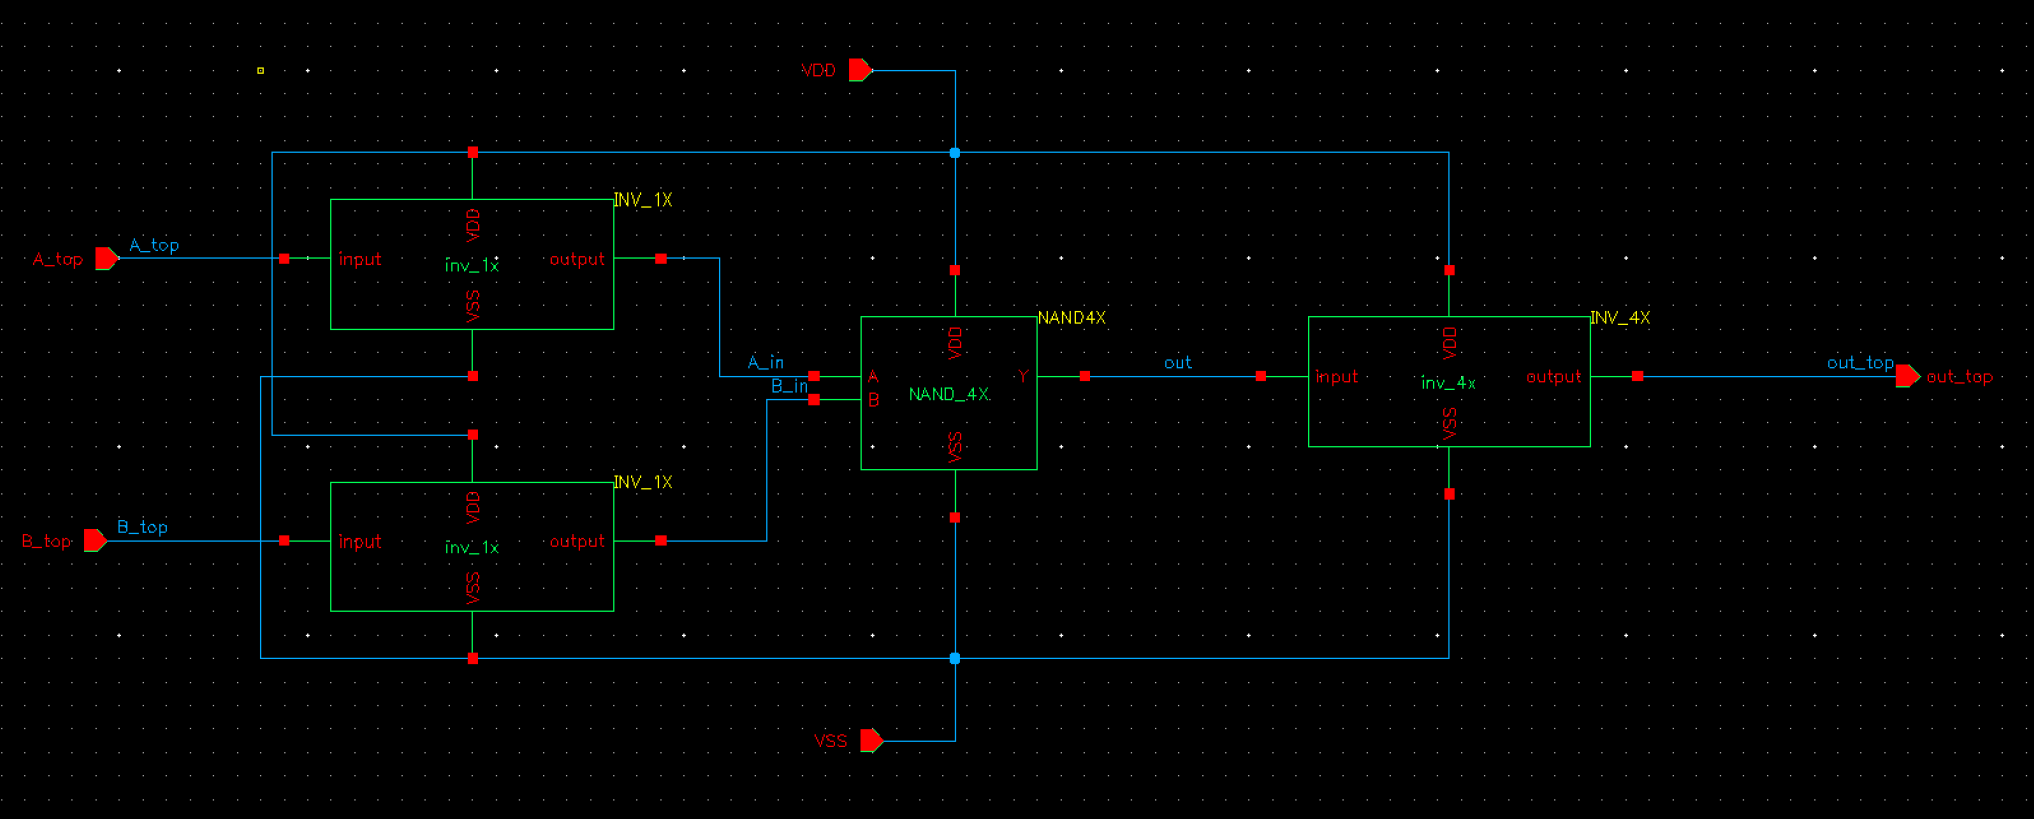 VDD
INV_1X
VDD
A_top
A_top
input
inv_1x
output
VSS
NAND4X
INV_4X
VDD
VDD
A_in
A
Y
out
input
inv_4x
output
out_top
out_top
B_in
B
NAND_4X
VSS
VSS
INV_1X
VDD
B_top
B_top
input
inv_1x
output
VSS
VSS